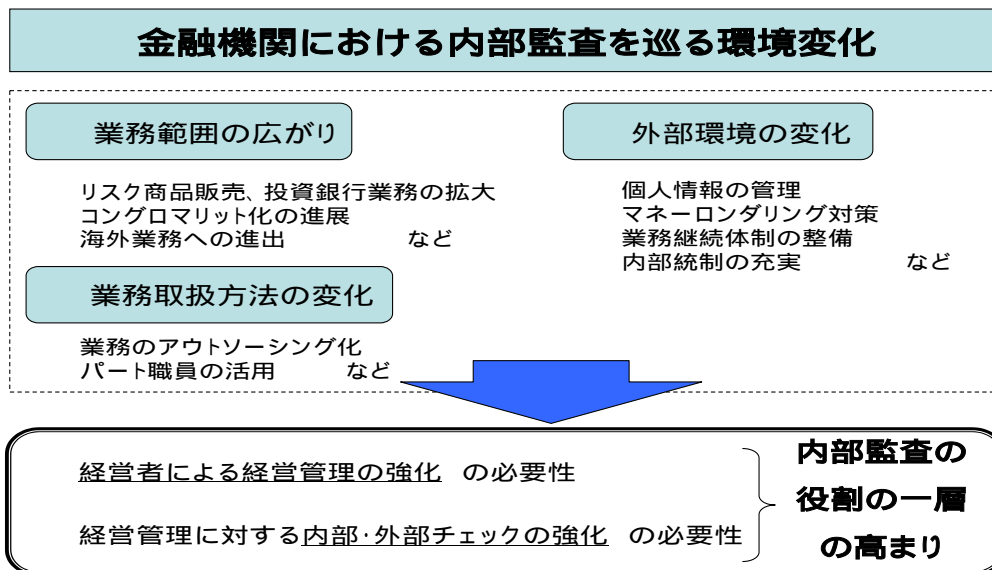 金融機関における内部監査を巡る環境変化
業務範囲の広がり
リスク商品販売、投資銀行業務の拡大
コングロマリット化の進展
海外業務への進出　など
業務取扱方法の変化
業務のアウトソーシング化
パート職員の活用　など
外部環境の変化
個人情報の管理
マネーロンダリング対策
業務継続体制の整備
内部統制の充実　など
経営者による経営管理の強化　の必要性
経営管理に対する内部･外部チェックの強化　の必要性
内部監査の
役割の一層
の高まり